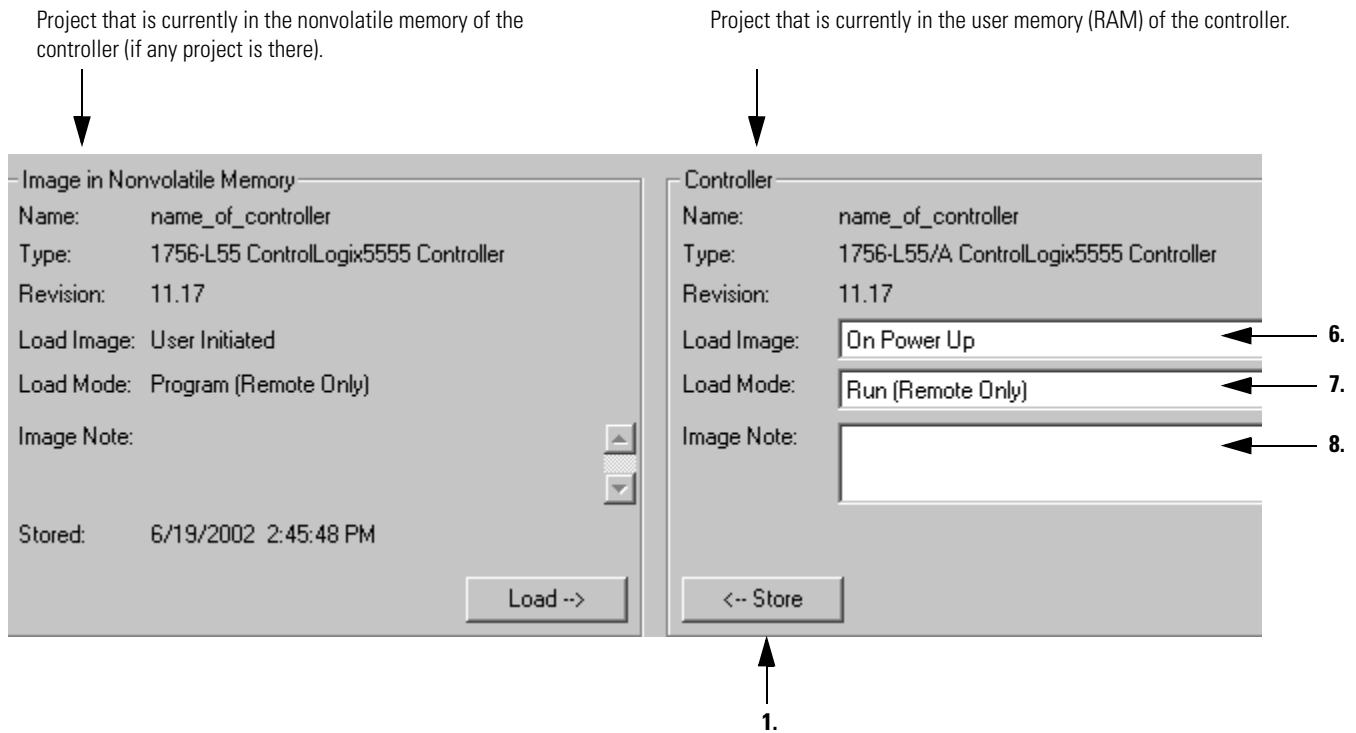 Project that is currently in the nonvolatile memory of the
controller (if any project is there).
Project that is currently in the user memory (RAM) of the controller.
Image in Nonvolatile Memory
Name: name_of_controller
Type: 1756-L55 ControlLogix5555 Controller
Revision: 11.17
Load Image: User Initiated
Load Mode: Program (Remote Only)
Image Note:
Stored: 6/19/2002 2:45:48 PM
Load -->
Controller
Name: name_of_controller
Type: 1756-L55/A ControlLogix5555 Controller
Revision: 11.17
Load Image: On Power Up
6.
Load Mode: Run (Remote Only)
7.
Image Note:
8.
<-- Store
1.